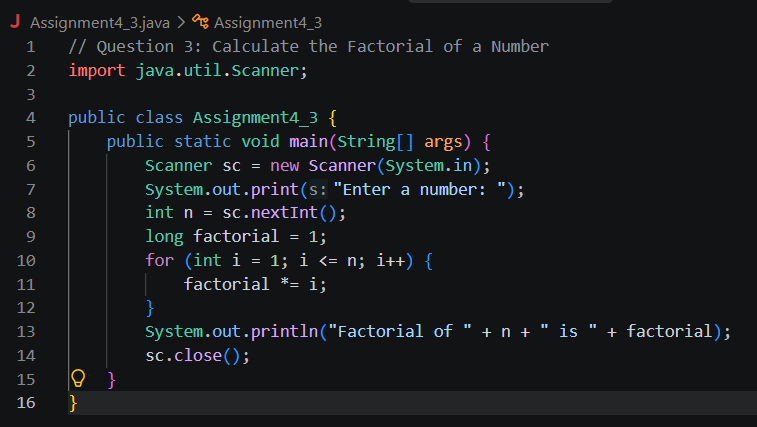 J Assignment4_3.java > Assignment4_3
1 // Question 3: Calculate the Factorial of a Number
2 import java.util.Scanner;
3
4 public class Assignment4_3 {
5     public static void main(String[] args) {
6         Scanner sc = new Scanner(System.in);
7         System.out.print(s: "Enter a number: ");
8         int n = sc.nextInt();
9         long factorial = 1;
10         for (int i = 1; i <= n; i++) {
11             factorial *= i;
12         }
13         System.out.println("Factorial of " + n + " is " + factorial);
14         sc.close();
15     }
16 }